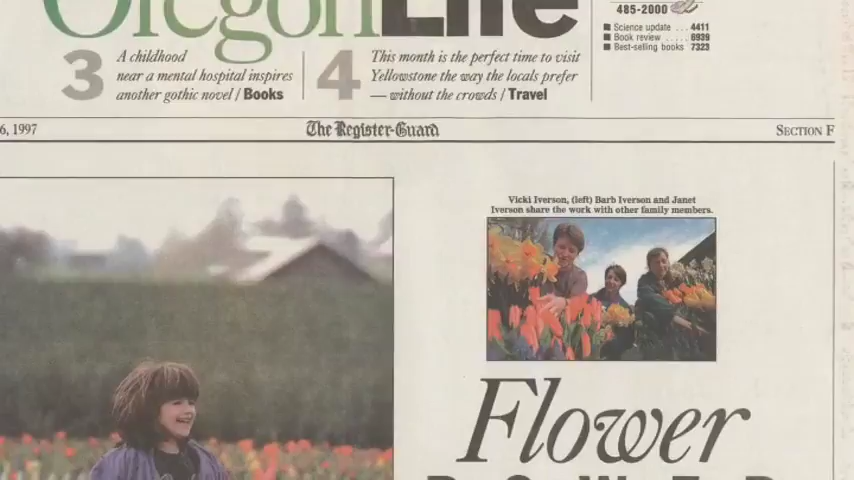 OregonLife
485-2000
■ Science update . . . 4411
■ Book review . . . . . 6939
■ Best-selling books 7323
3
A childhood
near a mental hospital inspires
another gothic novel / Books
4
This month is the perfect time to visit
Yellowstone the way the locals prefer
— without the crowds / Travel
6, 1997
The Register-Guard
SECTION F
Vicki Iverson, (left) Barb Iverson and Janet
Iverson share the work with other family members.
Flower
POWER